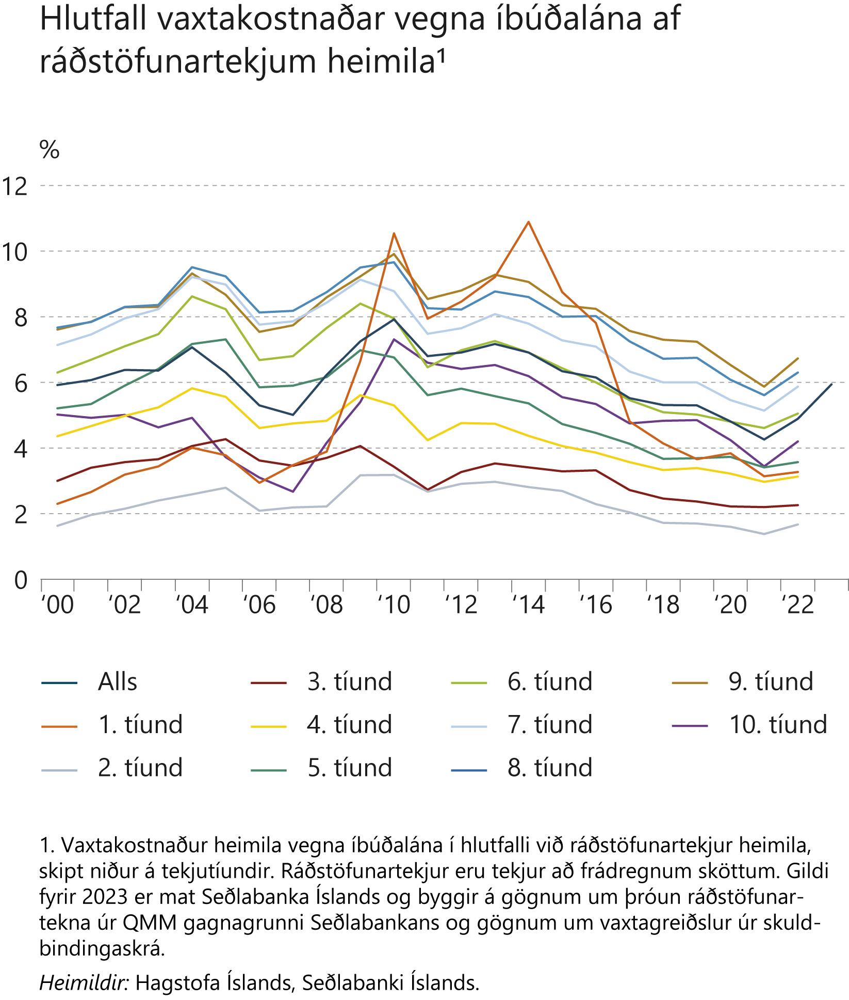 Hlutfall vaxtakostnaðar vegna íbúðalána af
ráðstöfunartekjum heimila¹
%
12
10
8
6
4
2
0
‘00 ‘02 ‘04 ‘06 ‘08 ‘10 ‘12 ‘14 ‘16 ‘18 ‘20 ‘22
Alls 3. tíund 6. tíund 9. tíund
1. tíund 4. tíund 7. tíund 10. tíund
2. tíund 5. tíund 8. tíund
1. Vaxtakostnaður heimila vegna íbúðalána í hlutfalli við ráðstöfunartekjur heimila,
skipt niður á tekjutíundir. Ráðstöfunartekjur eru tekjur að frádregnum sköttum. Gildi
fyrir 2023 er mat Seðlabanka Íslands og byggir á gögnum um þróun ráðstöfunar-
tekna úr QMM gagnagrunni Seðlabankans og gögnum um vaxtagreiðslur úr skuld-
bindingaskrá.
Heimildir: Hagstofa Íslands, Seðlabanki Íslands.